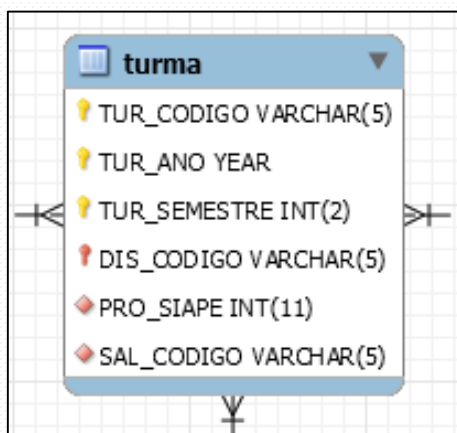 turma
TUR_CODIGO VARCHAR(5)
TUR_ANO YEAR
TUR_SEMESTRE INT(2)
DIS_CODIGO VARCHAR(5)
PRO_SIAPE INT(11)
SAL_CODIGO VARCHAR(5)